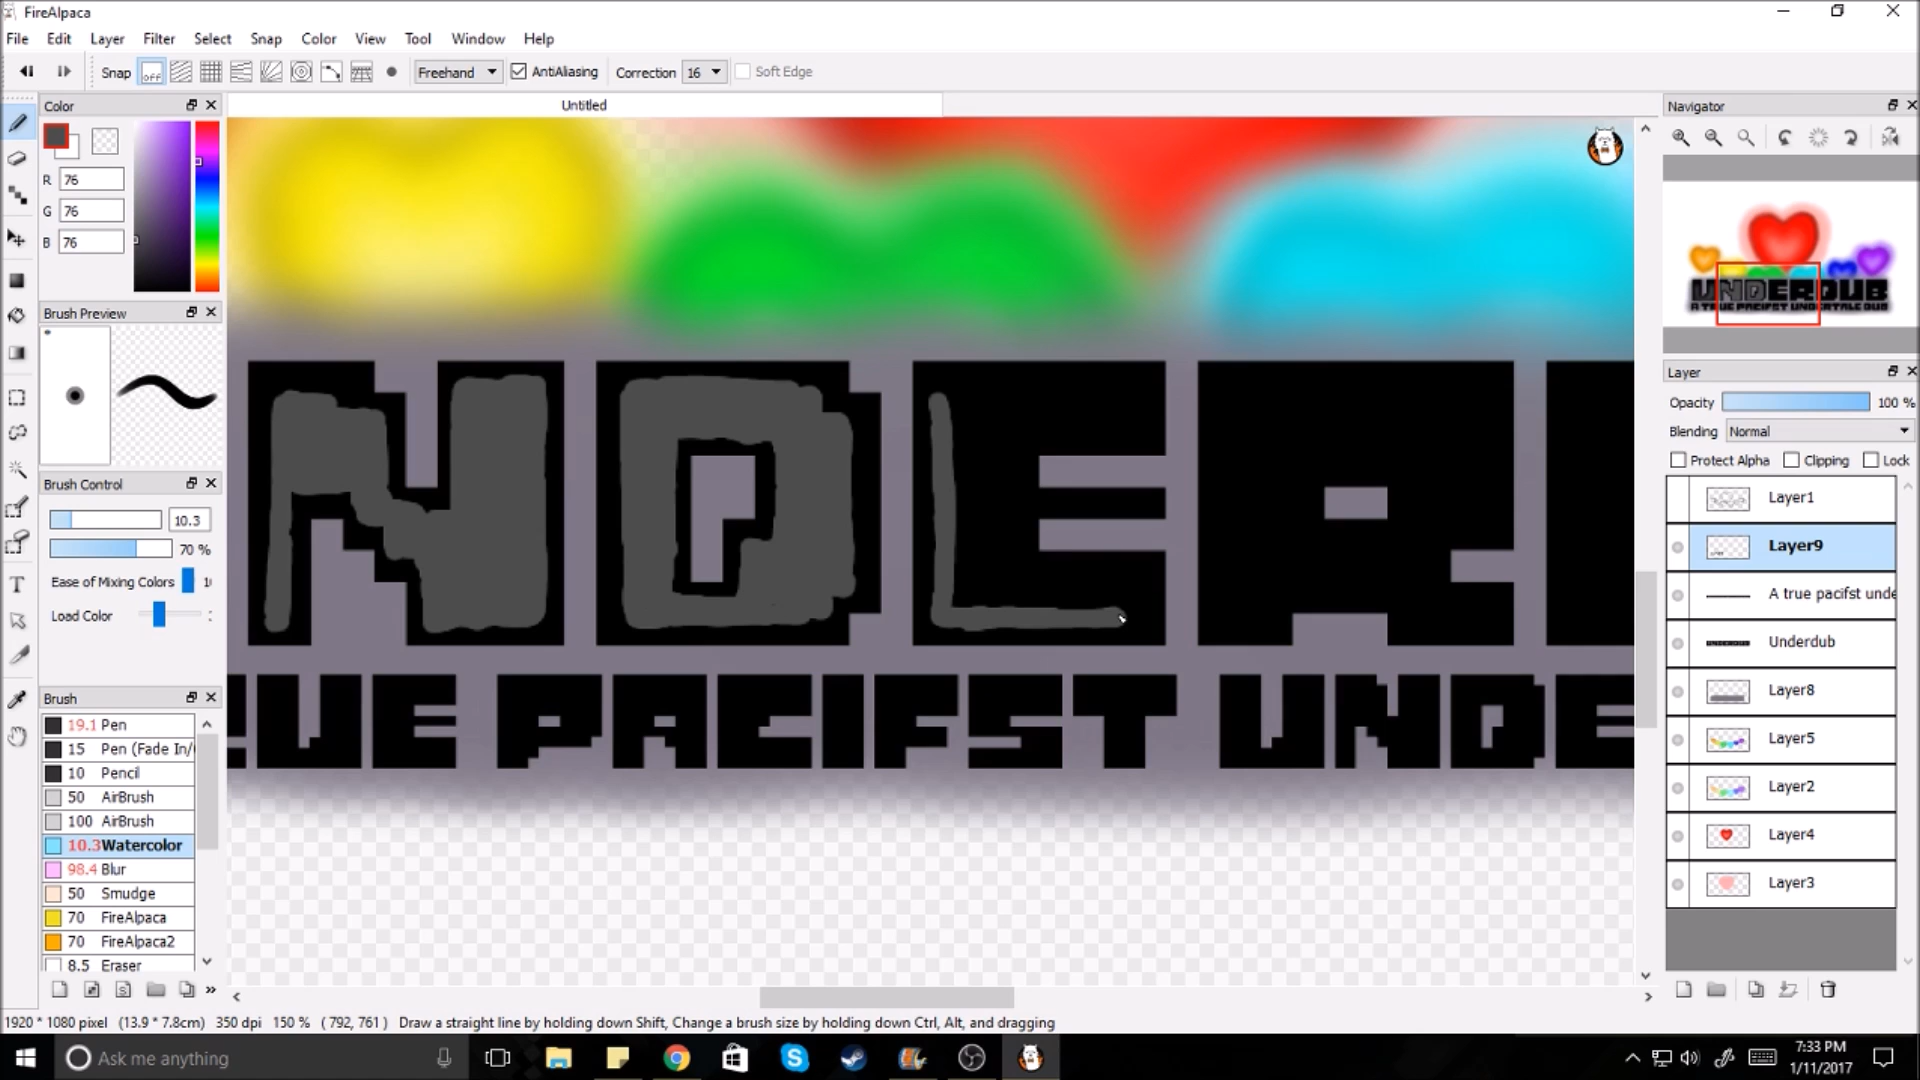 FireAlpaca
File Edit Layer Filter Select Snap Color View Tool Window Help
Snap OFF Freehand AntiAliasing Correction 16 Soft Edge
Color
Untitled
Navigator
R 76
G 76
B 76
Brush Preview
Brush Control
10.3
70 %
Ease of Mixing Colors
Load Color
Brush
19.1 Pen
15 Pen (Fade In/
10 Pencil
50 AirBrush
100 AirBrush
10.3 Watercolor
98.4 Blur
50 Smudge
70 FireAlpaca
70 FireAlpaca2
8.5 Eraser
NDER
UE PACIFST UNDE
UNDERDUB
A TRUE PACIFST UNDERTALE DUB
Layer
Opacity 100 %
Blending Normal
Protect Alpha Clipping Lock
Layer1
Layer9
A true pacifst unde
Underdub
Layer8
Layer5
Layer2
Layer4
Layer3
1920 * 1080 pixel (13.9 * 7.8cm) 350 dpi 150 % ( 792, 761 ) Draw a straight line by holding down Shift, Change a brush size by holding down Ctrl, Alt, and dragging
Ask me anything
7:33 PM
1/11/2017